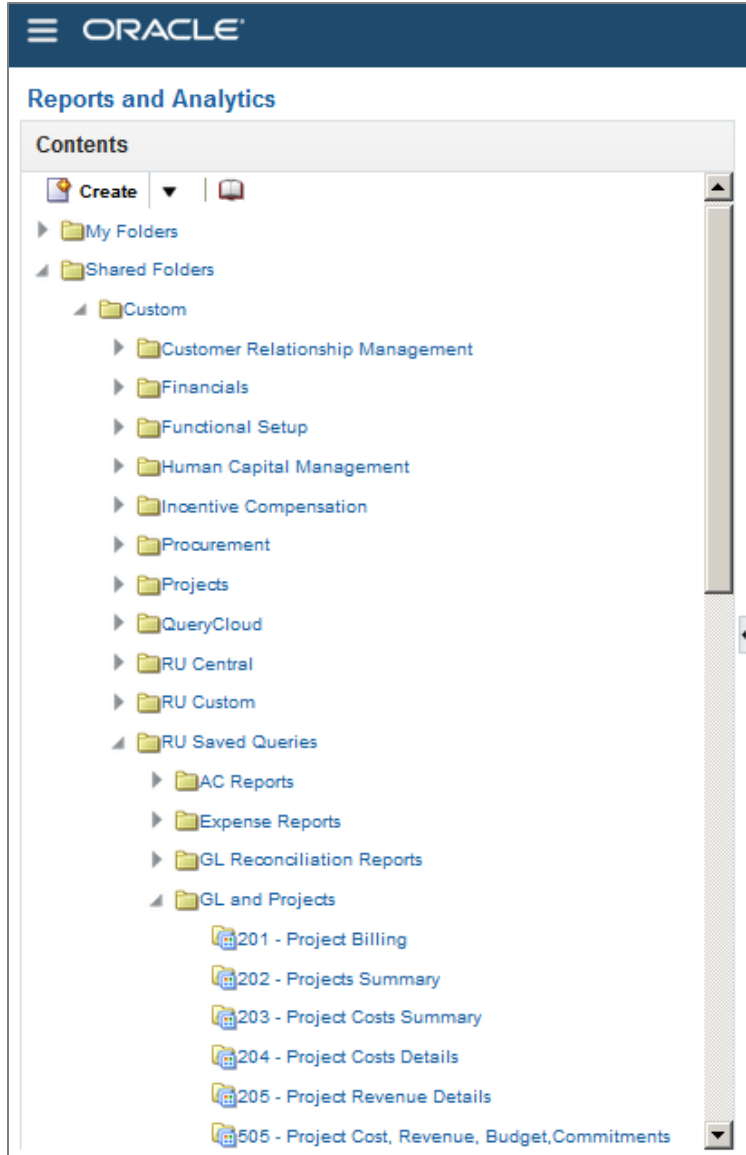 ORACLE
Reports and Analytics
Contents
Create
My Folders
Shared Folders
Custom
Customer Relationship Management
Financials
Functional Setup
Human Capital Management
Incentive Compensation
Procurement
Projects
QueryCloud
RU Central
RU Custom
RU Saved Queries
AC Reports
Expense Reports
GL Reconciliation Reports
GL and Projects
201 - Project Billing
202 - Projects Summary
203 - Project Costs Summary
204 - Project Costs Details
205 - Project Revenue Details
505 - Project Cost, Revenue, Budget,Commitments